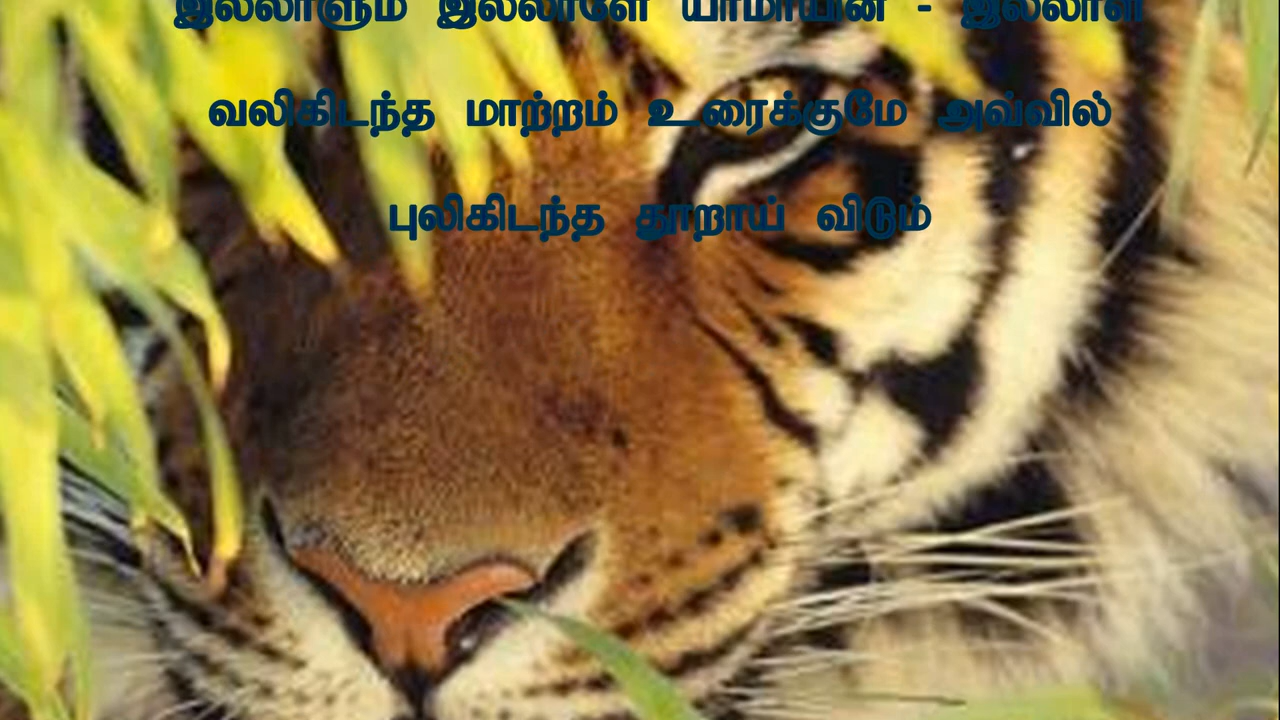 இல்லாளும் இல்லாளே யாமாயின் - இல்லாள்
வலிகிடந்த மாற்றம் உரைக்குமே அவ்வில்
புலிகிடந்த தூறாய் விடும்